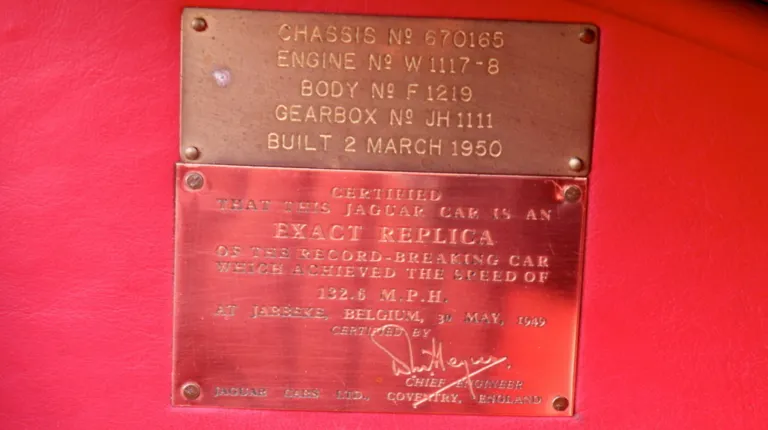 CHASSIS Nº 670165
ENGINE Nº W 1117-8
BODY Nº F 1219
GEARBOX Nº JH 1111
BUILT 2 MARCH 1950
CERTIFIED
THAT THIS JAGUAR CAR IS AN
EXACT REPLICA
OF THE RECORD-BREAKING CAR
WHICH ACHIEVED THE SPEED OF
132.6 M.P.H.
AT JABBEKE, BELGIUM, 30 MAY, 1949
CERTIFIED BY
CHIEF ENGINEER
JAGUAR CARS LTD., COVENTRY, ENGLAND